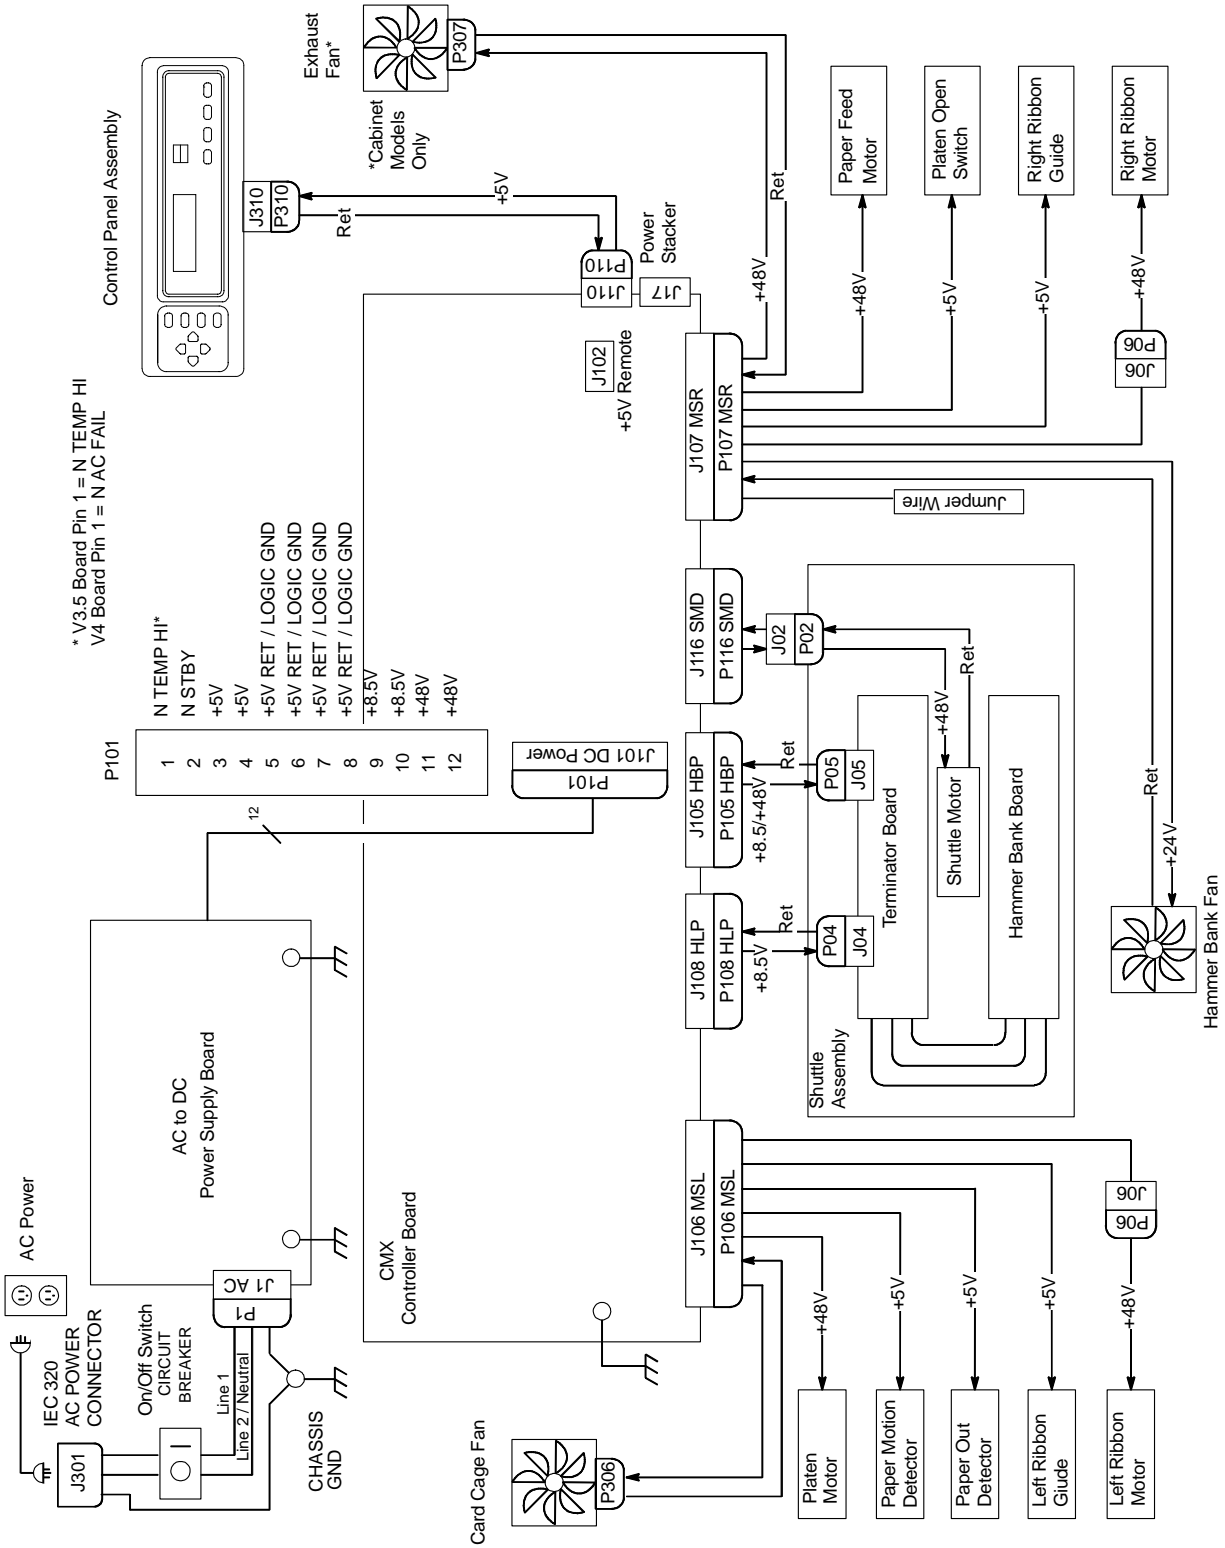 AC Power
IEC 320
AC POWER
CONNECTOR
J301
On/Off Switch
CIRCUIT
BREAKER
Line 1
Line 2 / Neutral
CHASSIS
GND
P1
J1 AC
AC to DC
Power Supply Board
12
P101
1 N TEMP HI*
2 N STBY
3 +5V
4 +5V
5 +5V RET / LOGIC GND
6 +5V RET / LOGIC GND
7 +5V RET / LOGIC GND
8 +5V RET / LOGIC GND
9 +8.5V
10 +8.5V
11 +48V
12 +48V
* V3.5 Board Pin 1 = N TEMP HI
V4 Board Pin 1 = N AC FAIL
Control Panel Assembly
J310
P310
Ret
+5V
P110
J110
Exhaust
Fan*
P307
*Cabinet
Models
Only
Power
Stacker
J17
J102
+5V Remote
CMX
Controller Board
P101
J101 DC Power
J106 MSL
P106 MSL
J108 HLP
P108 HLP
J105 HBP
P105 HBP
J116 SMD
P116 SMD
J107 MSR
P107 MSR
+8.5V
Ret
+8.5/+48V
Ret
P04
J04
P05
J05
J02
P02
Shuttle
Assembly
Terminator Board
Shuttle Motor
+48V
Ret
Hammer Bank Board
Jumper Wire
+48V
Ret
+48V
Paper Feed
Motor
+5V
Platen Open
Switch
+5V
Right Ribbon
Guide
J06
P06
+48V
Right Ribbon
Motor
Ret
+24V
Hammer Bank Fan
Card Cage Fan
P306
+48V
Platen
Motor
+5V
Paper Motion
Detector
+5V
Paper Out
Detector
+5V
Left Ribbon
Giude
P06
J06
+48V
Left Ribbon
Motor